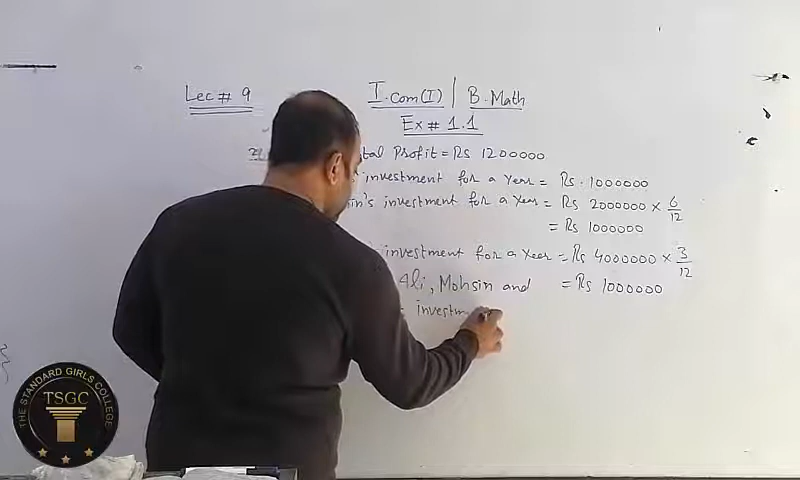 Lec # 9
I.Com(I) | B.Math
Ex # 1.1
tal Profit = Rs 1200000
investment for a Year = Rs. 1000000
in's investment for a Year = Rs 2000000 × 6/12
= Rs 1000000
investment for a Year = Rs 4000000 × 3/12
Ali, Mohsin and = Rs 1000000
investm
THE STANDARD GIRLS COLLEGE
TSGC